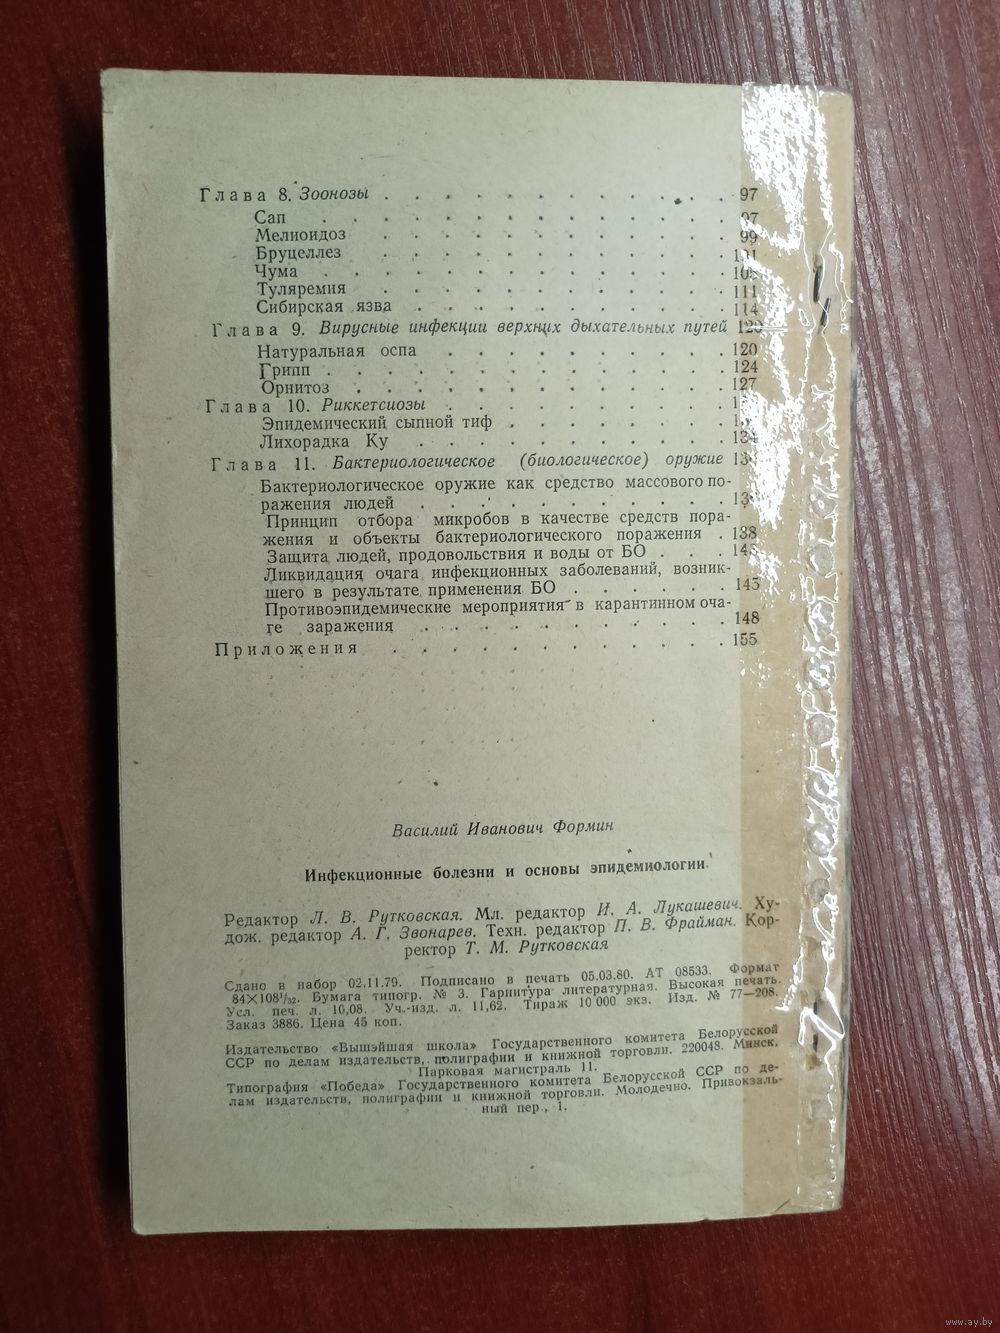 Глава 8. Зоонозы . . . . . . . . . . . . 97
Сап . . . . . . . . . . . . . . 97
Мелиоидоз . . . . . . . . . . . . 99
Бруцеллез . . . . . . . . . . . . 101
Чума . . . . . . . . . . . . . .
Туляремия . . . . . . . . . . . . 111
Сибирская язва . . . . . . . . . . . 114
Глава 9. Вирусные инфекции верхних дыхательных путей 120
Натуральная оспа . . . . . . . . . . 120
Грипп . . . . . . . . . . . . . 124
Орнитоз . . . . . . . . . . . . 127
Глава 10. Риккетсиозы . . . . . . . . . .
Эпидемический сыпной тиф . . . . . . . .
Лихорадка Ку . . . . . . . . . . . 134
Глава 11. Бактериологическое (биологическое) оружие
Бактериологическое оружие как средство массового по-
ражения людей . . . . . . . . . . .
Принцип отбора микробов в качестве средств пора-
жения и объекты бактериологического поражения . 138
Защита людей, продовольствия и воды от БО . . .
Ликвидация очага инфекционных заболеваний, возник-
шего в результате применения БО . . . . . . 145
Противоэпидемические мероприятия в карантинном оча-
ге заражения . . . . . . . . . . . 148
Приложения . . . . . . . . . . . . 155
Василий Иванович Формин
Инфекционные болезни и основы эпидемиологии
Редактор Л. В. Рутковская. Мл. редактор И. А. Лукашевич. Ху-
дож. редактор А. Г. Звонарев. Техн. редактор П. В. Фрайман. Кор-
ректор Т. М. Рутковская
Сдано в набор 02.11.79. Подписано в печать 05.03.80. АТ 08533. Формат
84×108¹/₃₂. Бумага типогр. № 3. Гарнитура литературная. Высокая печать.
Усл. печ. л. 10,08. Уч.-изд. л. 11,62. Тираж 10 000 экз. Изд. № 77—208.
Заказ 3886. Цена 45 коп.
Издательство «Вышэйшая школа» Государственного комитета Белорусской
ССР по делам издательств, полиграфии и книжной торговли. 220048. Минск,
Парковая магистраль 11.
Типография «Победа» Государственного комитета Белорусской ССР по де-
лам издательств, полиграфии и книжной торговли. Молодечно. Привокзаль-
ный пер., 1.
www.ay.by